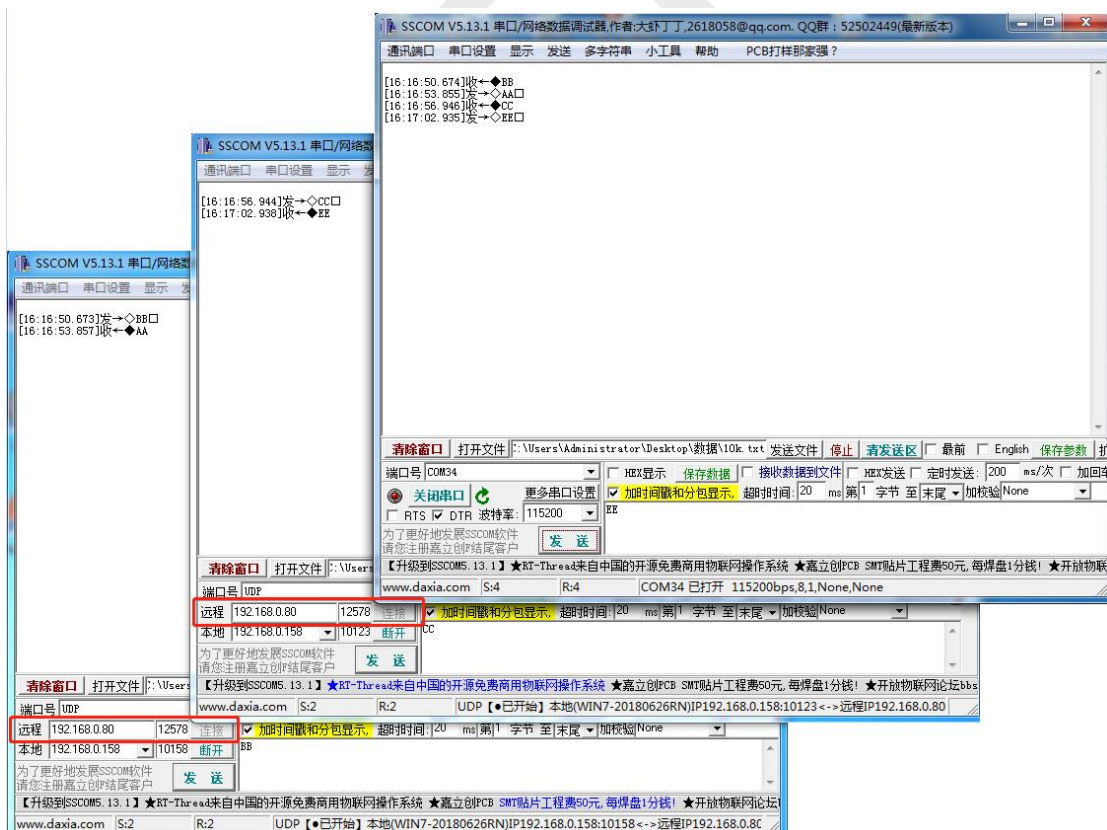 SSCOM V5.13.1 串口/网络数据调试器,作者:大虾丁丁,2618058@qq.com. QQ群：52502449(最新版本)
通讯端口 串口设置 显示 发送 多字符串 小工具 帮助 PCB打样那家强？
[16:16:50.674]收←◆BB
[16:16:53.855]发→◇AA□
[16:16:56.946]收←◆CC
[16:17:02.935]发→◇EE□
清除窗口 打开文件 :\Users\Administrator\Desktop\数据\10k.txt 发送文件 停止 清发送区 最前 English 保存参数
端口号 COM34 HEX显示 保存数据 接收数据到文件 HEX发送 定时发送: 200 ms/次 加回车
关闭串口 更多串口设置 加时间戳和分包显示, 超时时间: 20 ms 第1 字节 至 末尾 加校验 None
RTS DTR 波特率: 115200
EE
为了更好地发展SSCOM软件
请您注册嘉立创F结尾客户
发 送
【升级到SSCOM5.13.1】★RT-Thread来自中国的开源免费商用物联网操作系统 ★嘉立创PCB SMT贴片工程费50元,每焊盘1分钱! ★开放物联
www.daxia.com S:4 R:4 COM34 已打开 115200bps,8,1,None,None
SSCOM V5.13.1 串口/网络数
通讯端口 串口设置 显示
[16:16:56.944]发→◇CC□
[16:17:02.938]收←◆EE
清除窗口 打开文件 :\Users
端口号 UDP
远程 192.168.0.80 12578 连接 加时间戳和分包显示, 超时时间: 20 ms 第1 字节 至 末尾 加校验 None
本地 192.168.0.158 10123 断开 CC
为了更好地发展SSCOM软件
请您注册嘉立创F结尾客户
发 送
【升级到SSCOM5.13.1】★RT-Thread来自中国的开源免费商用物联网操作系统 ★嘉立创PCB SMT贴片工程费50元,每焊盘1分钱! ★开放物联网论坛bbs
www.daxia.com S:2 R:2 UDP 【●已开始】本地(WIN7-20180626RN)IP192.168.0.158:10123<->远程IP192.168.0.80
SSCOM V5.13.1 串口/网络数
通讯端口 串口设置 显示
[16:16:50.673]发→◇BB□
[16:16:53.857]收←◆AA
清除窗口 打开文件 :\Users
端口号 UDP
远程 192.168.0.80 12578 连接 加时间戳和分包显示, 超时时间: 20 ms 第1 字节 至 末尾 加校验 None
本地 192.168.0.158 10158 断开 BB
为了更好地发展SSCOM软件
请您注册嘉立创F结尾客户
发 送
【升级到SSCOM5.13.1】★RT-Thread来自中国的开源免费商用物联网操作系统 ★嘉立创PCB SMT贴片工程费50元,每焊盘1分钱! ★开放物联网论坛
www.daxia.com S:2 R:2 UDP 【●已开始】本地(WIN7-20180626RN)IP192.168.0.158:10158<->远程IP192.168.0.80